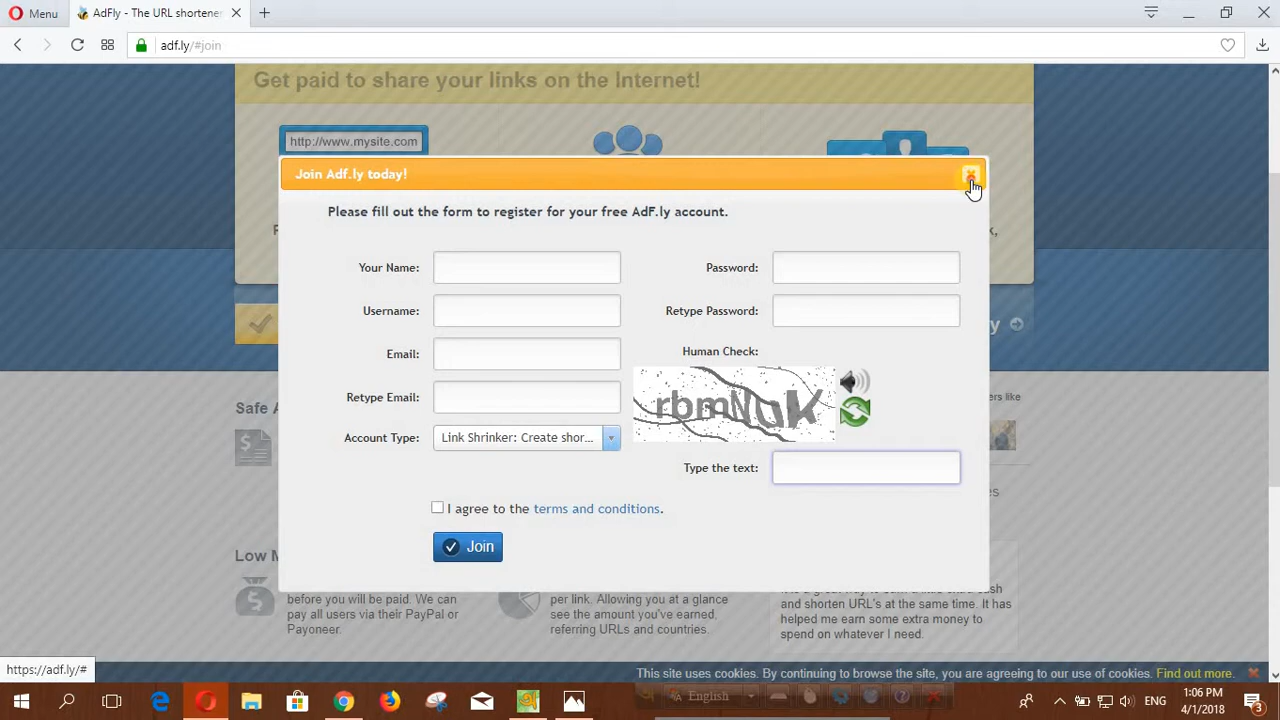 Menu
AdFly - The URL shortener
adf.ly/#join
Get paid to share your links on the Internet!
http://www.mysite.com
Join Adf.ly today!
Please fill out the form to register for your free AdF.ly account.
Your Name:
Password:
Username:
Retype Password:
Email:
Human Check:
Retype Email:
Account Type:
Link Shrinker: Create shor...
rbmNoK
Type the text:
I agree to the terms and conditions.
Join
Safe
Low M
before you will be paid. We can
pay all users via their PayPal or
Payoneer.
per link. Allowing you at a glance
see the amount you've earned,
referring URLs and countries.
and shorten URL's at the same time. It has
helped me earn some extra money to
spend on whatever I need.
https://adf.ly/#
This site uses cookies. By continuing to browse the site, you are agreeing to our use of cookies. Find out more.
English
ENG
1:06 PM
4/1/2018
3